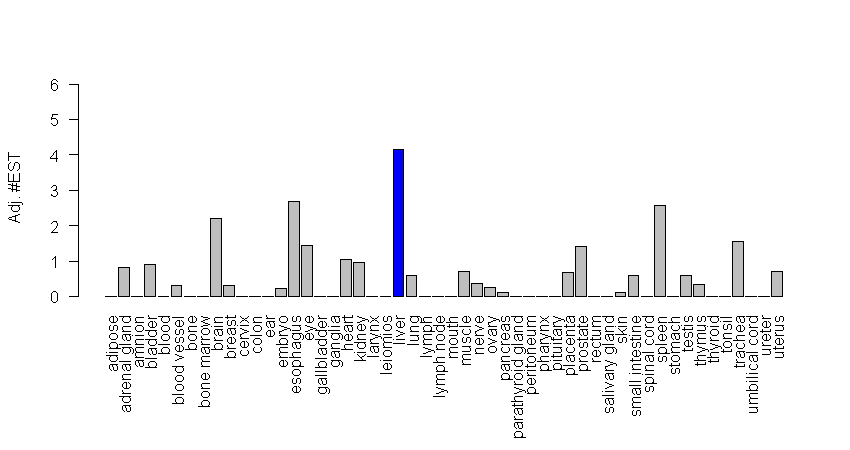 6
5
4
3
2
1
0
Adj. #EST
adipose
adrenal gland
amnion
bladder
blood
blood vessel
bone
bone marrow
brain
breast
cervix
colon
ear
embryo
esophagus
eye
gallbladder
ganglia
heart
kidney
larynx
leiomios
liver
lung
lymph
lymph node
mouth
muscle
nerve
ovary
pancreas
parathyroid gland
peritoneum
pharynx
pituitary
placenta
prostate
rectum
salivary gland
skin
small intestine
spinal cord
spleen
stomach
testis
thymus
thyroid
tonsil
trachea
umbilical cord
ureter
uterus